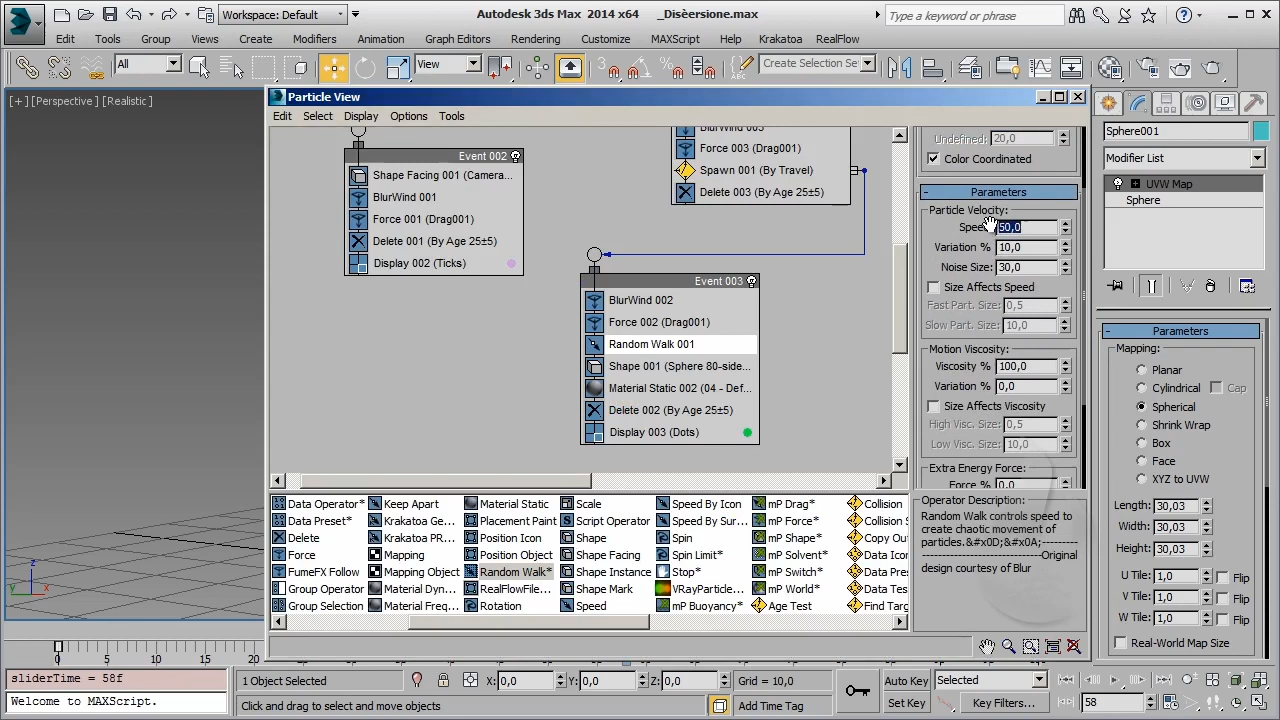 Workspace: Default
Autodesk 3ds Max 2014 x64 _Disèersione.max
Type a keyword or phrase
Edit Tools Group Views Create Modifiers Animation Graph Editors Rendering Customize MAXScript Help Krakatoa RealFlow
All
View
3
Create Selection Se
[+] [Perspective] [Realistic]
Particle View
Edit Select Display Options Tools
Event 002
Shape Facing 001 (Camera...
BlurWind 001
Force 001 (Drag001)
Delete 001 (By Age 25±5)
Display 002 (Ticks)
BlurWind 003
Force 003 (Drag001)
Spawn 001 (By Travel)
Delete 003 (By Age 25±5)
Event 003
BlurWind 002
Force 002 (Drag001)
Random Walk 001
Shape 001 (Sphere 80-side...
Material Static 002 (04 - Def...
Delete 002 (By Age 25±5)
Display 003 (Dots)
Undefined: 20,0
Color Coordinated
Parameters
Particle Velocity:
Speed 50,0
Variation % 10,0
Noise Size: 30,0
Size Affects Speed
Fast Part. Size: 0,5
Slow Part. Size: 10,0
Motion Viscosity:
Viscosity % 100,0
Variation % 0,0
Size Affects Viscosity
High Visc. Size: 0,5
Low Visc. Size: 10,0
Extra Energy Force:
Force % 0,0
Operator Description:
Random Walk controls speed to
create chaotic movement of
particles.&#x0D;&#x0A;----------
------------------------------Original
design courtesy of Blur
Data Operator* Keep Apart Material Static Scale Speed By Icon mP Drag* Collision
Data Preset* Krakatoa Ge... Placement Paint Script Operator Speed By Sur... mP Force* Collision S
Delete Krakatoa PR... Position Icon Shape Spin mP Shape* Copy Out
Force Mapping Position Object Shape Facing Spin Limit* mP Solvent* Data Icon
FumeFX Follow Mapping Object Random Walk* Shape Instance Stop* mP Switch* Data Pres
Group Operator Material Dyn... RealFlowFile... Shape Mark VRayParticle... mP World* Data Test
Group Selection Material Freq... Rotation Speed mP Buoyancy* Age Test Find Targ
Sphere001
Modifier List
UVW Map
Sphere
Parameters
Mapping:
Planar
Cylindrical Cap
Spherical
Shrink Wrap
Box
Face
XYZ to UVW
Length: 30,03
Width: 30,03
Height: 30,03
U Tile: 1,0 Flip
V Tile: 1,0 Flip
W Tile: 1,0 Flip
Real-World Map Size
z
y
x
0 5 10 15 20
sliderTime = 58f
Welcome to MAXScript.
1 Object Selected
X: 0,0 Y: 0,0 Z: 0,0 Grid = 10,0
Click and drag to select and move objects
Add Time Tag
Auto Key Selected
Set Key Key Filters...
58